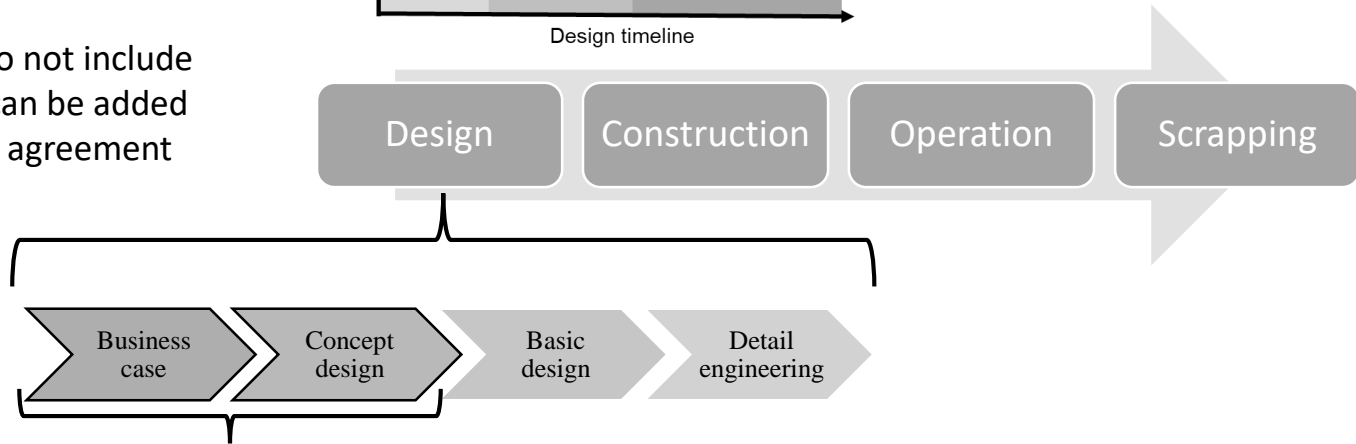 Design timeline
o not include
can be added
agreement
Design
Construction
Operation
Scrapping
Business
case
Concept
design
Basic
design
Detail
engineering